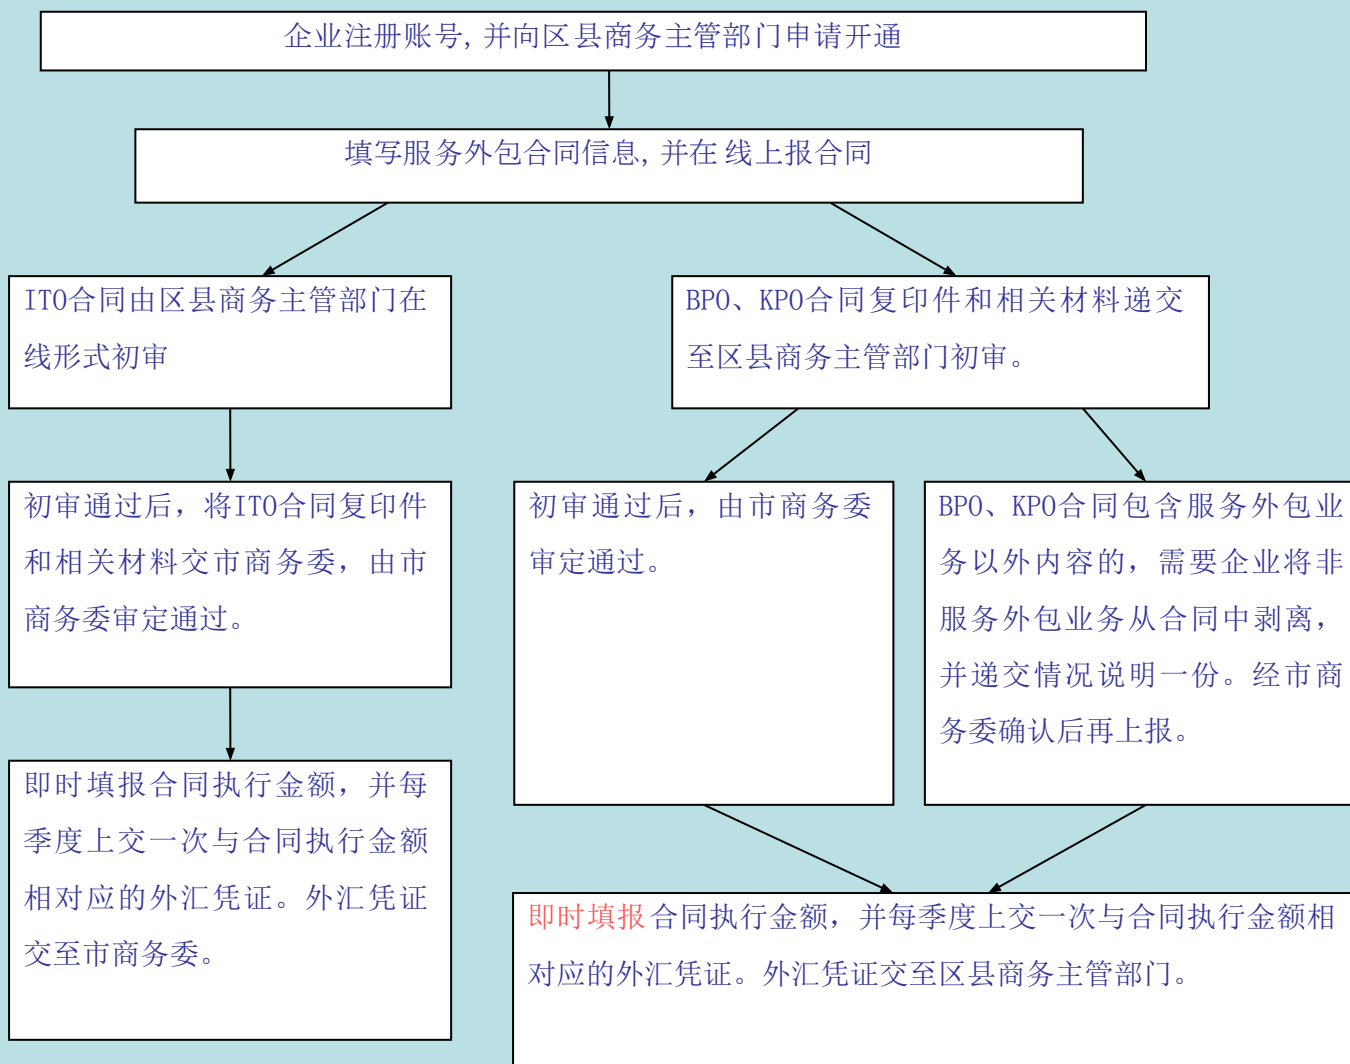 企业注册账号,并向区县商务主管部门申请开通
填写服务外包合同信息,并在线上报合同
ITO合同由区县商务主管部门在
线形式初审
BPO、KPO合同复印件和相关材料递交
至区县商务主管部门初审。
初审通过后，将ITO合同复印件
和相关材料交市商务委，由市
商务委审定通过。
初审通过后，由市商务委
审定通过。
BPO、KPO合同包含服务外包业
务以外内容的，需要企业将非
服务外包业务从合同中剥离，
并递交情况说明一份。经市商
务委确认后再上报。
即时填报合同执行金额，并每
季度上交一次与合同执行金额
相对应的外汇凭证。外汇凭证
交至市商务委。
即时填报合同执行金额，并每季度上交一次与合同执行金额相
对应的外汇凭证。外汇凭证交至区县商务主管部门。